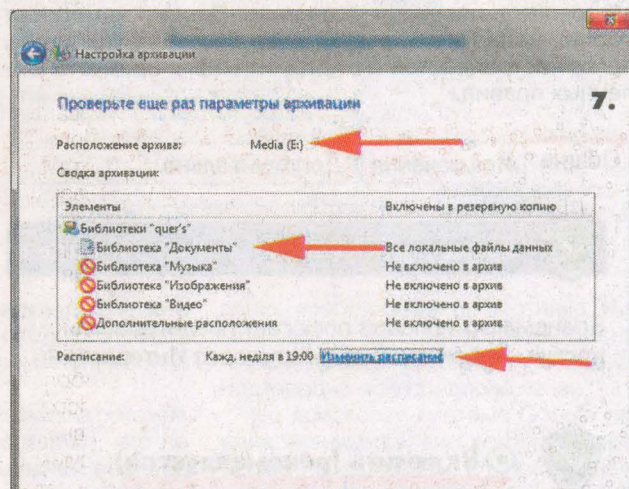 Настройка архивации
Проверьте еще раз параметры архивации
7.
Расположение архива: Media (E:)
Сводка архивации:
Элементы Включены в резервную копию
Библиотеки "quer's"
Библиотека "Документы" Все локальные файлы данных
Библиотека "Музыка" Не включено в архив
Библиотека "Изображения" Не включено в архив
Библиотека "Видео" Не включено в архив
Дополнительные расположения Не включено в архив
Расписание: Кажд. неділя в 19:00 Изменить расписание